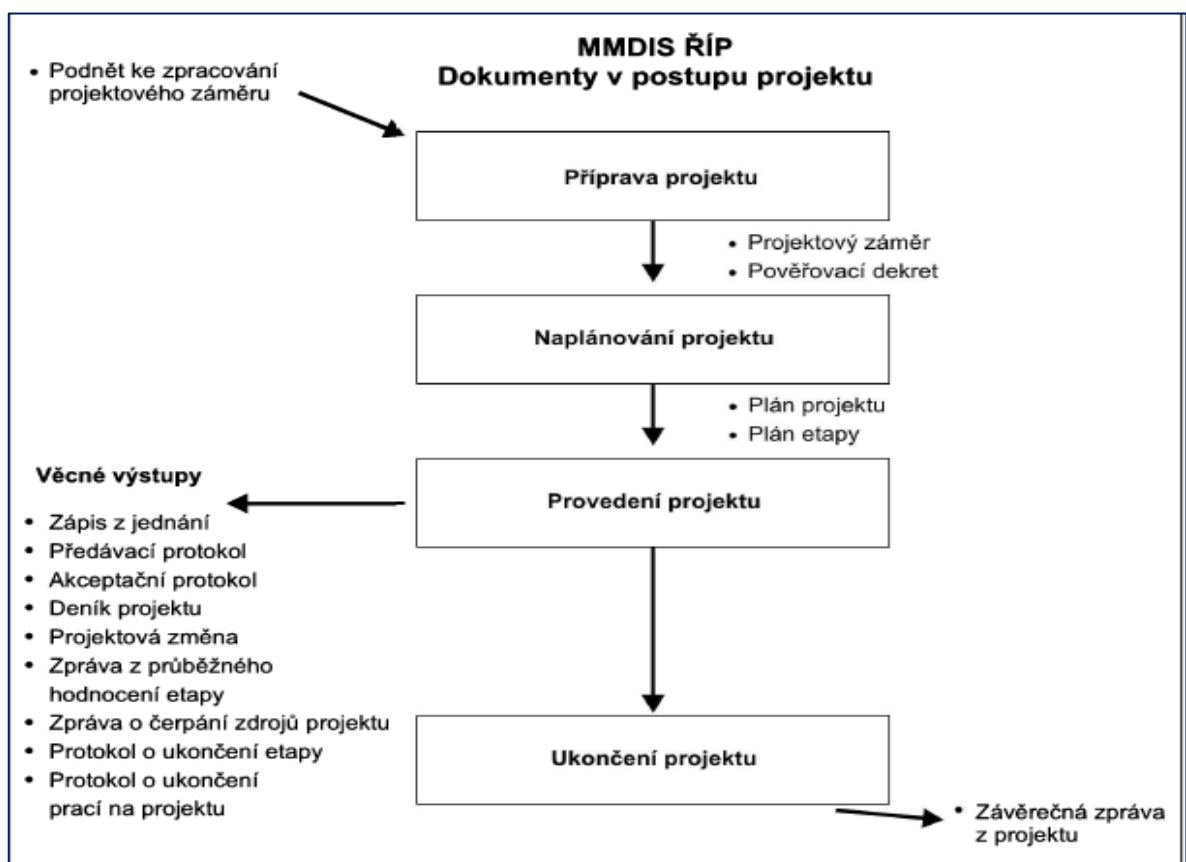 MMDIS ŘÍP
Dokumenty v postupu projektu
• Podnět ke zpracování
projektového záměru
Příprava projektu
• Projektový záměr
• Pověřovací dekret
Naplánování projektu
• Plán projektu
• Plán etapy
Provedení projektu
Věcné výstupy
• Zápis z jednání
• Předávací protokol
• Akceptační protokol
• Deník projektu
• Projektová změna
• Zpráva z průběžného
hodnocení etapy
• Zpráva o čerpání zdrojů projektu
• Protokol o ukončení etapy
• Protokol o ukončení
prací na projektu
Ukončení projektu
• Závěrečná zpráva
z projektu